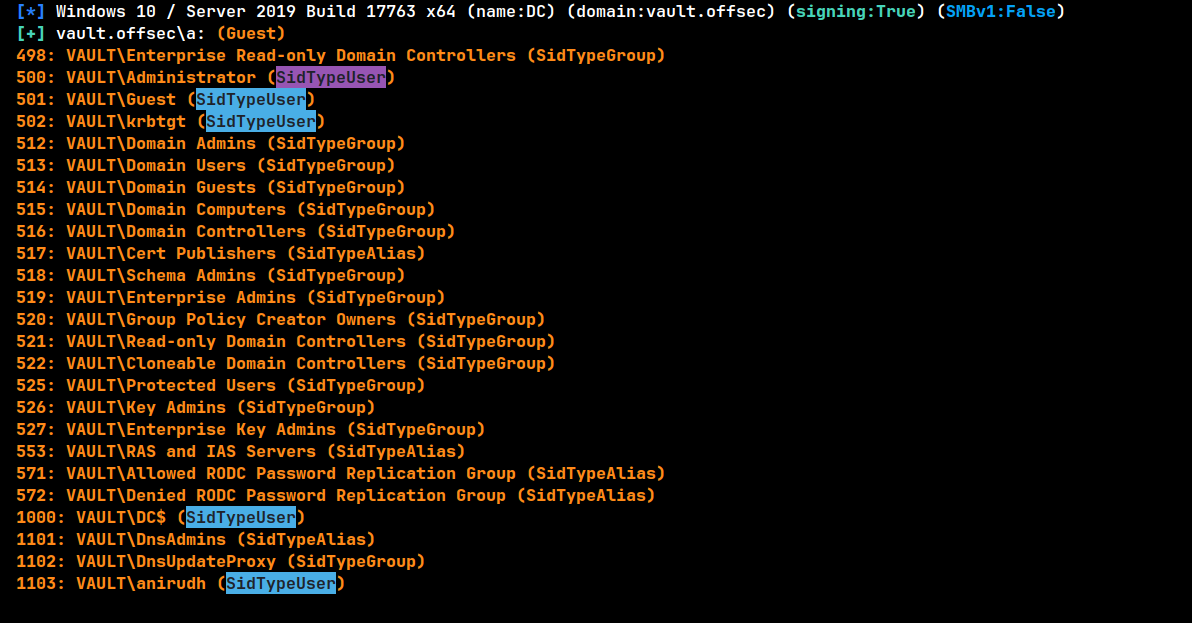 [*] Windows 10 / Server 2019 Build 17763 x64 (name:DC) (domain:vault.offsec) (signing:True) (SMBv1:False)
[+] vault.offsec\a: (Guest)
498: VAULT\Enterprise Read-only Domain Controllers (SidTypeGroup)
500: VAULT\Administrator (SidTypeUser)
501: VAULT\Guest (SidTypeUser)
502: VAULT\krbtgt (SidTypeUser)
512: VAULT\Domain Admins (SidTypeGroup)
513: VAULT\Domain Users (SidTypeGroup)
514: VAULT\Domain Guests (SidTypeGroup)
515: VAULT\Domain Computers (SidTypeGroup)
516: VAULT\Domain Controllers (SidTypeGroup)
517: VAULT\Cert Publishers (SidTypeAlias)
518: VAULT\Schema Admins (SidTypeGroup)
519: VAULT\Enterprise Admins (SidTypeGroup)
520: VAULT\Group Policy Creator Owners (SidTypeGroup)
521: VAULT\Read-only Domain Controllers (SidTypeGroup)
522: VAULT\Cloneable Domain Controllers (SidTypeGroup)
525: VAULT\Protected Users (SidTypeGroup)
526: VAULT\Key Admins (SidTypeGroup)
527: VAULT\Enterprise Key Admins (SidTypeGroup)
553: VAULT\RAS and IAS Servers (SidTypeAlias)
571: VAULT\Allowed RODC Password Replication Group (SidTypeAlias)
572: VAULT\Denied RODC Password Replication Group (SidTypeAlias)
1000: VAULT\DC$ (SidTypeUser)
1101: VAULT\DnsAdmins (SidTypeAlias)
1102: VAULT\DnsUpdateProxy (SidTypeGroup)
1103: VAULT\anirudh (SidTypeUser)